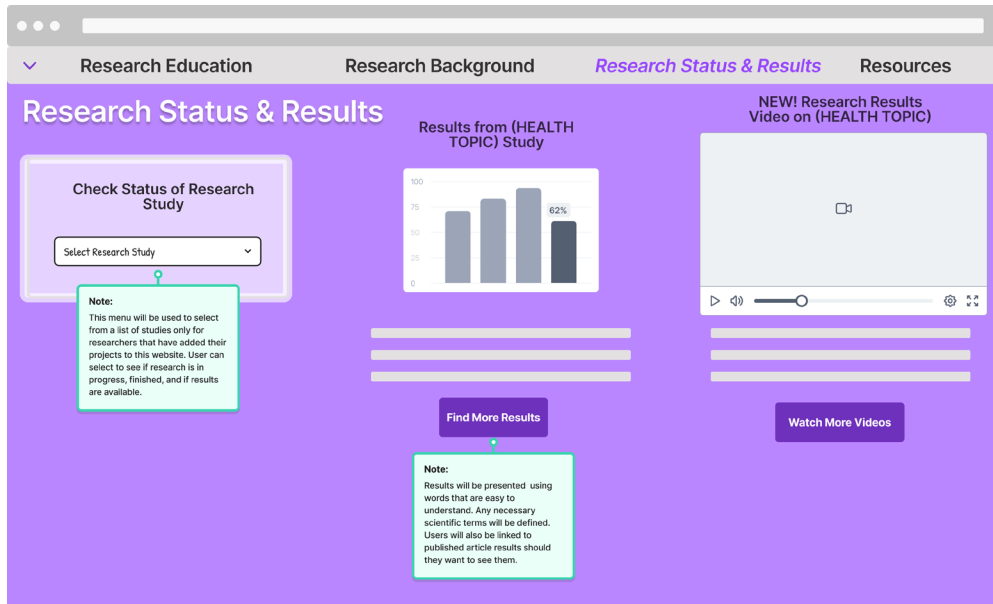 Research Education
Research Background
Research Status & Results
Resources
Research Status & Results
Check Status of Research
Study
Select Research Study
Note:
This menu will be used to select
from a list of studies only for
researchers that have added their
projects to this website. User can
select to see if research is in
progress, finished, and if results
are available.
Results from (HEALTH
TOPIC) Study
100
75
50
25
0
62%
Find More Results
Note:
Results will be presented using
words that are easy to
understand. Any necessary
scientific terms will be defined.
Users will also be linked to
published article results should
they want to see them.
NEW! Research Results
Video on (HEALTH TOPIC)
Watch More Videos